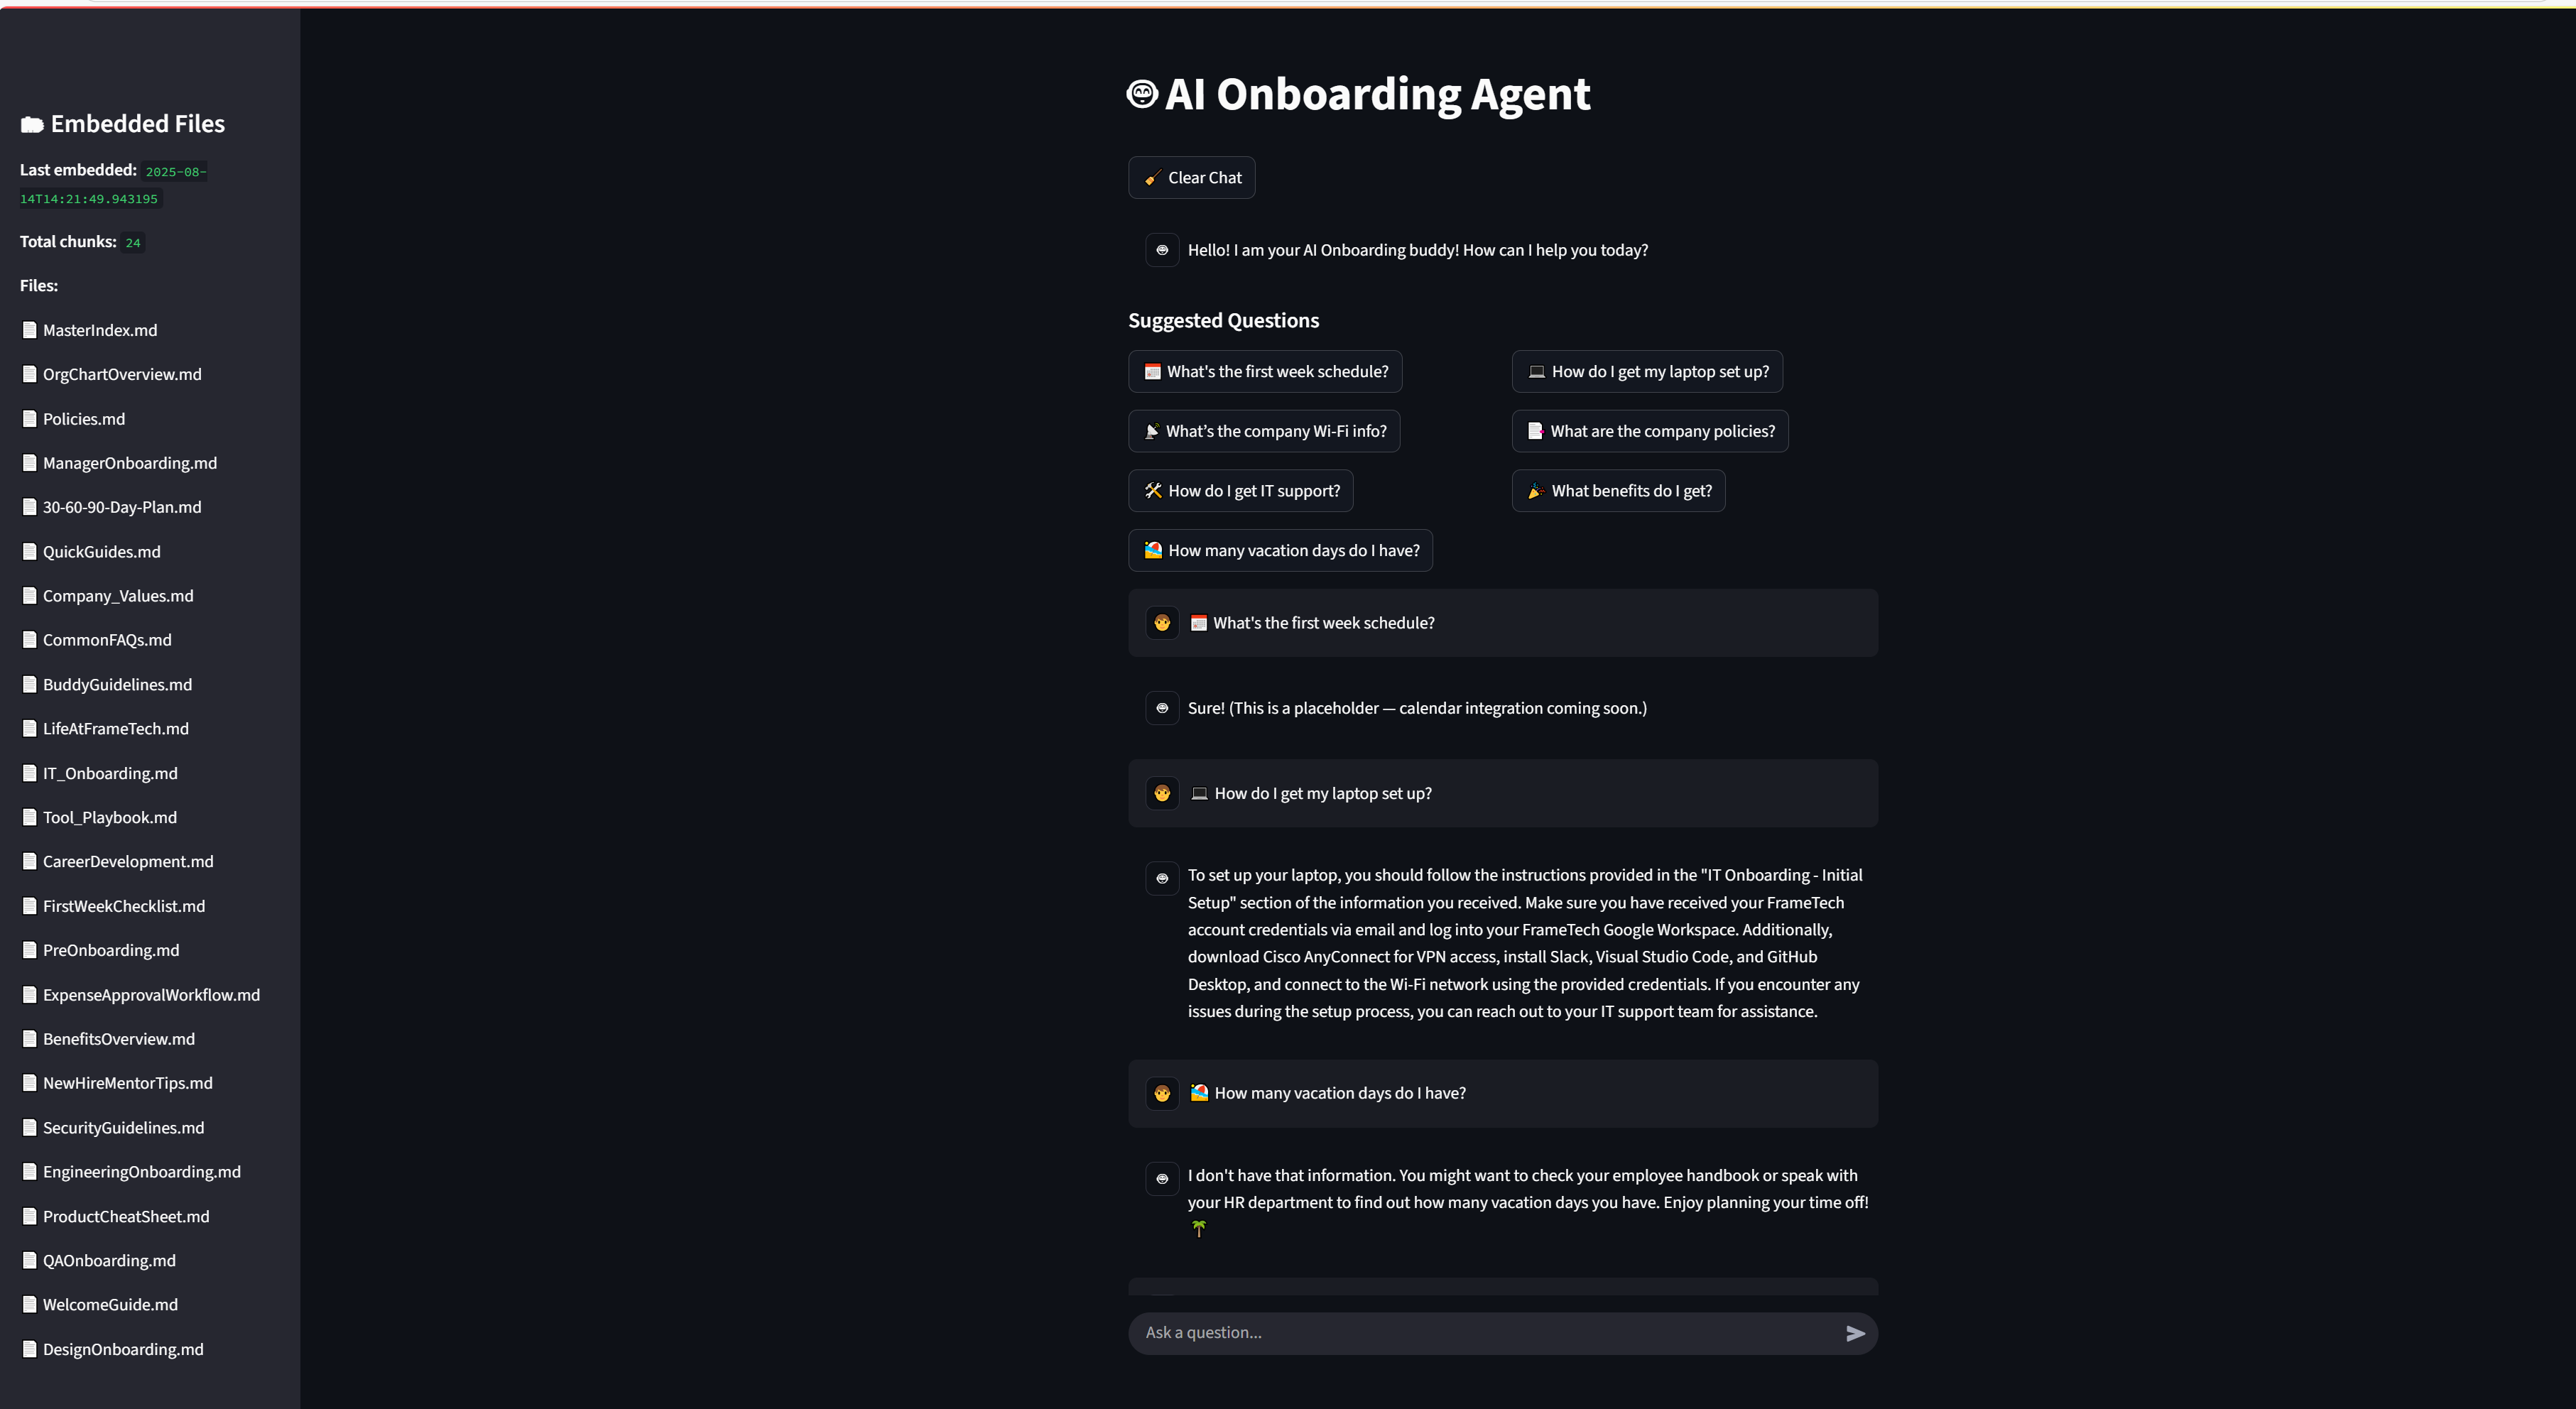 Embedded Files
Last embedded: 2025-08-
14T14:21:49.943195
Total chunks: 24
Files:
MasterIndex.md
OrgChartOverview.md
Policies.md
ManagerOnboarding.md
30-60-90-Day-Plan.md
QuickGuides.md
Company_Values.md
CommonFAQs.md
BuddyGuidelines.md
LifeAtFrameTech.md
IT_Onboarding.md
Tool_Playbook.md
CareerDevelopment.md
FirstWeekChecklist.md
PreOnboarding.md
ExpenseApprovalWorkflow.md
BenefitsOverview.md
NewHireMentorTips.md
SecurityGuidelines.md
EngineeringOnboarding.md
ProductCheatSheet.md
QAOnboarding.md
WelcomeGuide.md
DesignOnboarding.md
AI Onboarding Agent
Clear Chat
Hello! I am your AI Onboarding buddy! How can I help you today?
Suggested Questions
What's the first week schedule?
How do I get my laptop set up?
What’s the company Wi-Fi info?
What are the company policies?
How do I get IT support?
What benefits do I get?
How many vacation days do I have?
What's the first week schedule?
Sure! (This is a placeholder — calendar integration coming soon.)
How do I get my laptop set up?
To set up your laptop, you should follow the instructions provided in the "IT Onboarding - Initial
Setup" section of the information you received. Make sure you have received your FrameTech
account credentials via email and log into your FrameTech Google Workspace. Additionally,
download Cisco AnyConnect for VPN access, install Slack, Visual Studio Code, and GitHub
Desktop, and connect to the Wi-Fi network using the provided credentials. If you encounter any
issues during the setup process, you can reach out to your IT support team for assistance.
How many vacation days do I have?
I don't have that information. You might want to check your employee handbook or speak with
your HR department to find out how many vacation days you have. Enjoy planning your time off!
Ask a question...